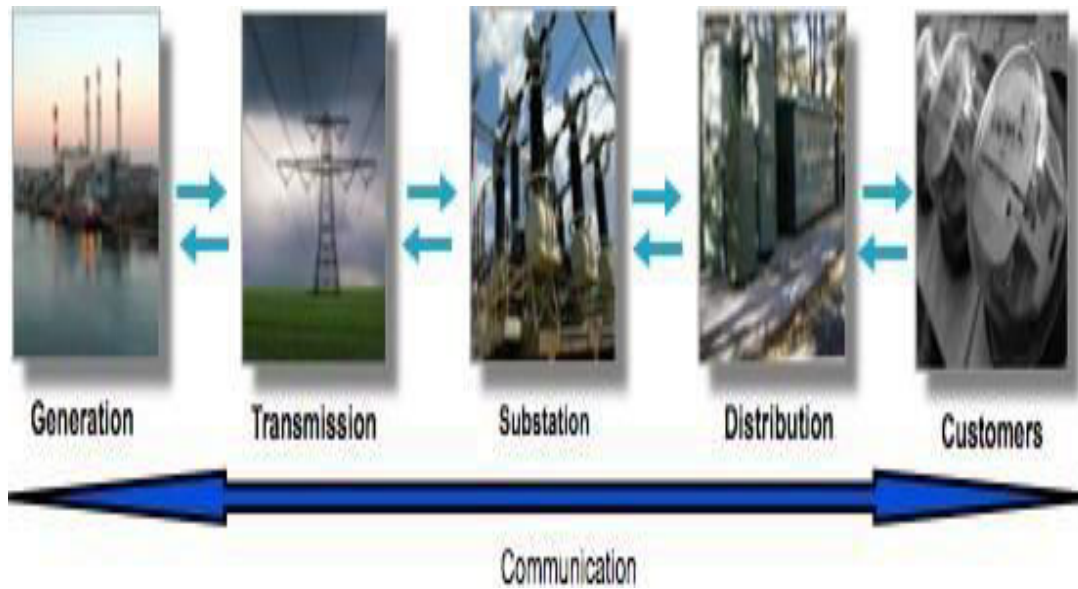 Generation
Transmission
Substation
Distribution
Customers
Communication